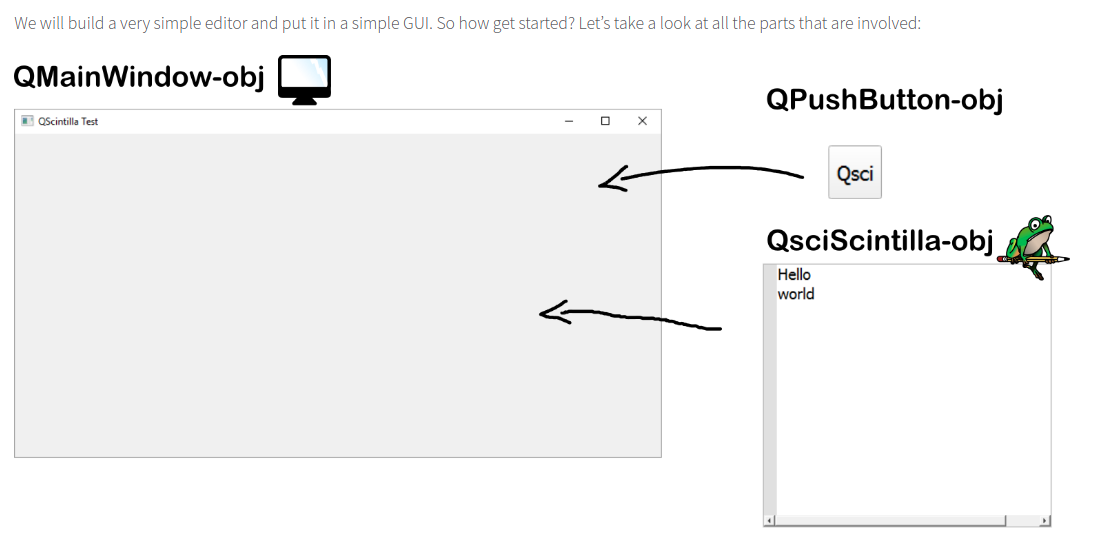 We will build a very simple editor and put it in a simple GUI. So how get started? Let’s take a look at all the parts that are involved:
QMainWindow-obj
QPushButton-obj
QScintilla Test
Qsci
QsciScintilla-obj
Hello
world